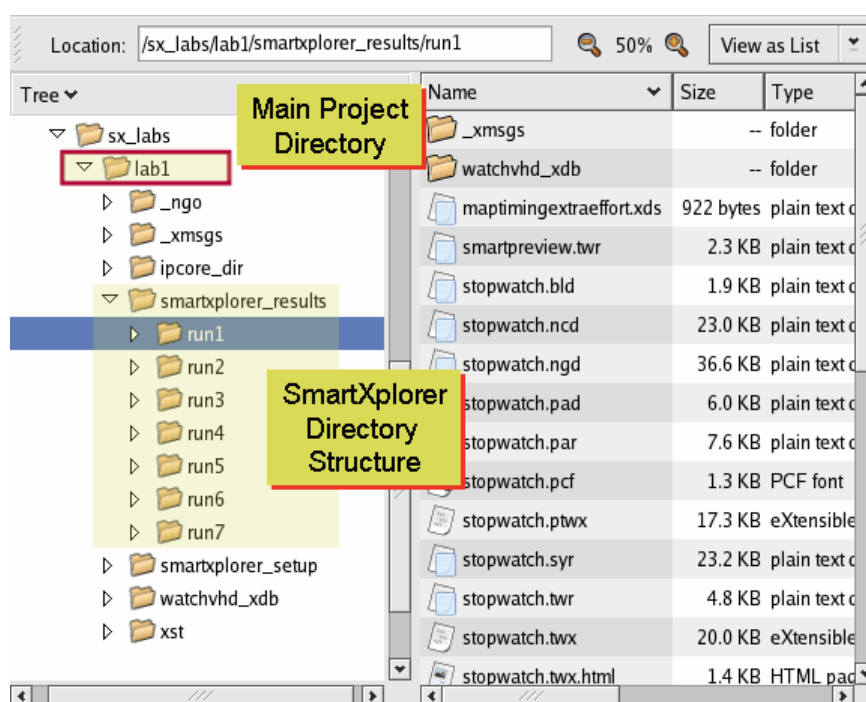 Location: /sx_labs/lab1/smartxplorer_results/run1 50% View as List
Tree
Name Size Type
Main Project
Directory
SmartXplorer
Directory
Structure
sx_labs
lab1
_ngo
_xmsgs
ipcore_dir
smartxplorer_results
run1
run2
run3
run4
run5
run6
run7
smartxplorer_setup
watchvhd_xdb
xst
_xmsgs -- folder
watchvhd_xdb -- folder
maptimingextraeffort.xds 922 bytes plain text
smartpreview.twr 2.3 KB plain text
stopwatch.bld 1.9 KB plain text
stopwatch.ncd 23.0 KB plain text
stopwatch.ngd 36.6 KB plain text
stopwatch.pad 6.0 KB plain text
stopwatch.par 7.6 KB plain text
stopwatch.pcf 1.3 KB PCF font
stopwatch.ptwx 17.3 KB eXtensible
stopwatch.syr 23.2 KB plain text
stopwatch.twr 4.8 KB plain text
stopwatch.twx 20.0 KB eXtensible
stopwatch.twx.html 1.4 KB HTML